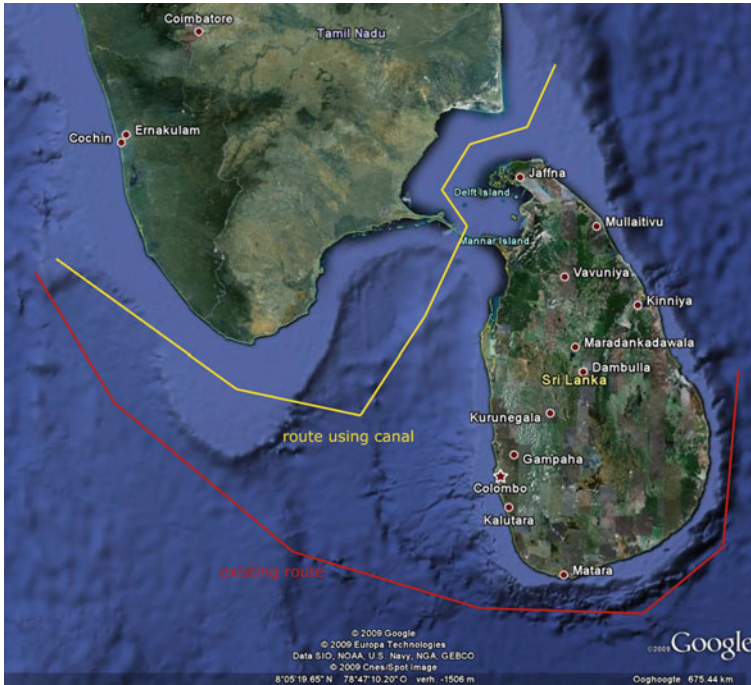 Coimbatore
Tamil Nadu
Ernakulam
Cochin
Jaffna
Delft Island
Mullaitivu
Mannar Island
Vavuniya
Kinniya
Maradankadawala
Dambulla
Sri Lanka
Kurunegala
route using canal
Gampaha
Colombo
Kalutara
existing route
Matara
© 2009 Google
© 2009 Europa Technologies
Data SIO, NOAA, U.S. Navy, NGA, GEBCO
© 2009 Cnes/Spot Image
©2009 Google
8°05'19.65" N 78°47'10.20" O verh. -1506 m Ooghoogte 675.44 km